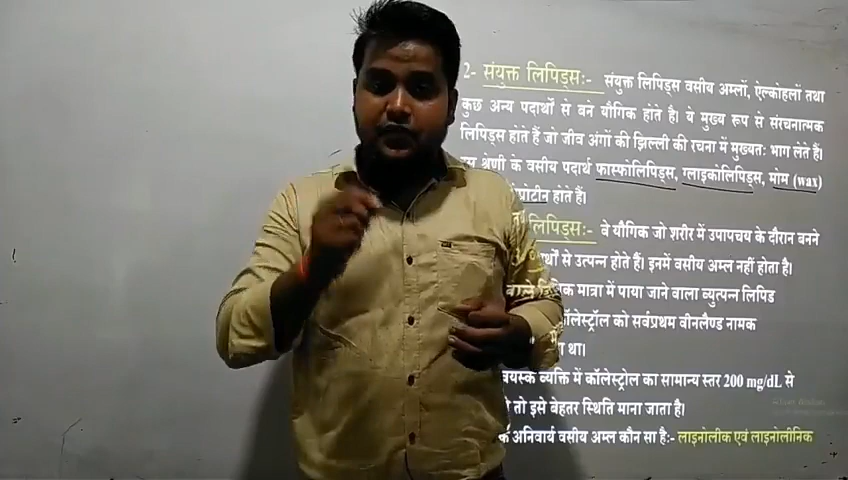 2- संयुक्त लिपिड्स:- संयुक्त लिपिड्स वसीय अम्लों, ऐल्कोहलों तथा
कुछ अन्य पदार्थों से बने यौगिक होते है। ये मुख्य रूप से संरचनात्मक
लिपिड्स होते हैं जो जीव अंगों की झिल्ली की रचना में मुख्यतः भाग लेते हैं।
श्रेणी के वसीय पदार्थ फास्फोलिपिड्स, ग्लाइकोलिपिड्स, मोम (wax)
होते हैं।
लिपिड्स:- वे यौगिक जो शरीर में उपापचय के दौरान बनने
से उत्पन्न होते हैं। इनमें वसीय अम्ल नहीं होता है।
मात्रा में पाया जाने वाला व्युत्पन्न लिपिड
को सर्वप्रथम वीनलैण्ड नामक
था।
व्यक्ति में कॉलेस्ट्रोल का सामान्य स्तर 200 mg/dL से
तो इसे बेहतर स्थिति माना जाता है।
अनिवार्य वसीय अम्ल कौन सा है:- लाइनोलीक एवं लाइनोलीनिक